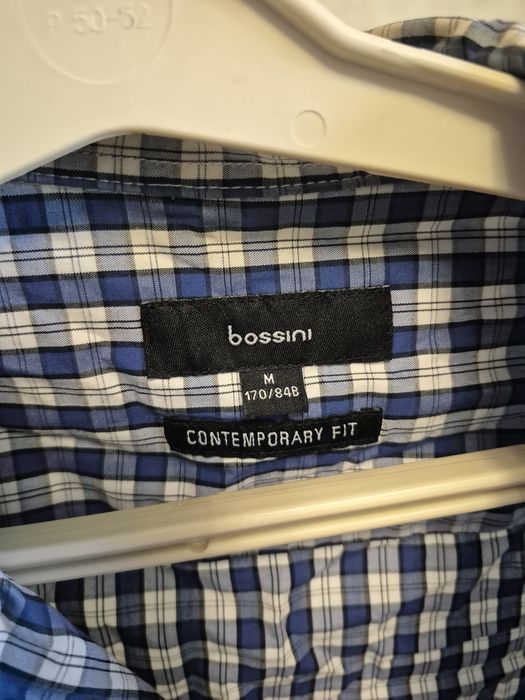 P 50-52
bossini
M
170/84B
CONTEMPORARY FIT